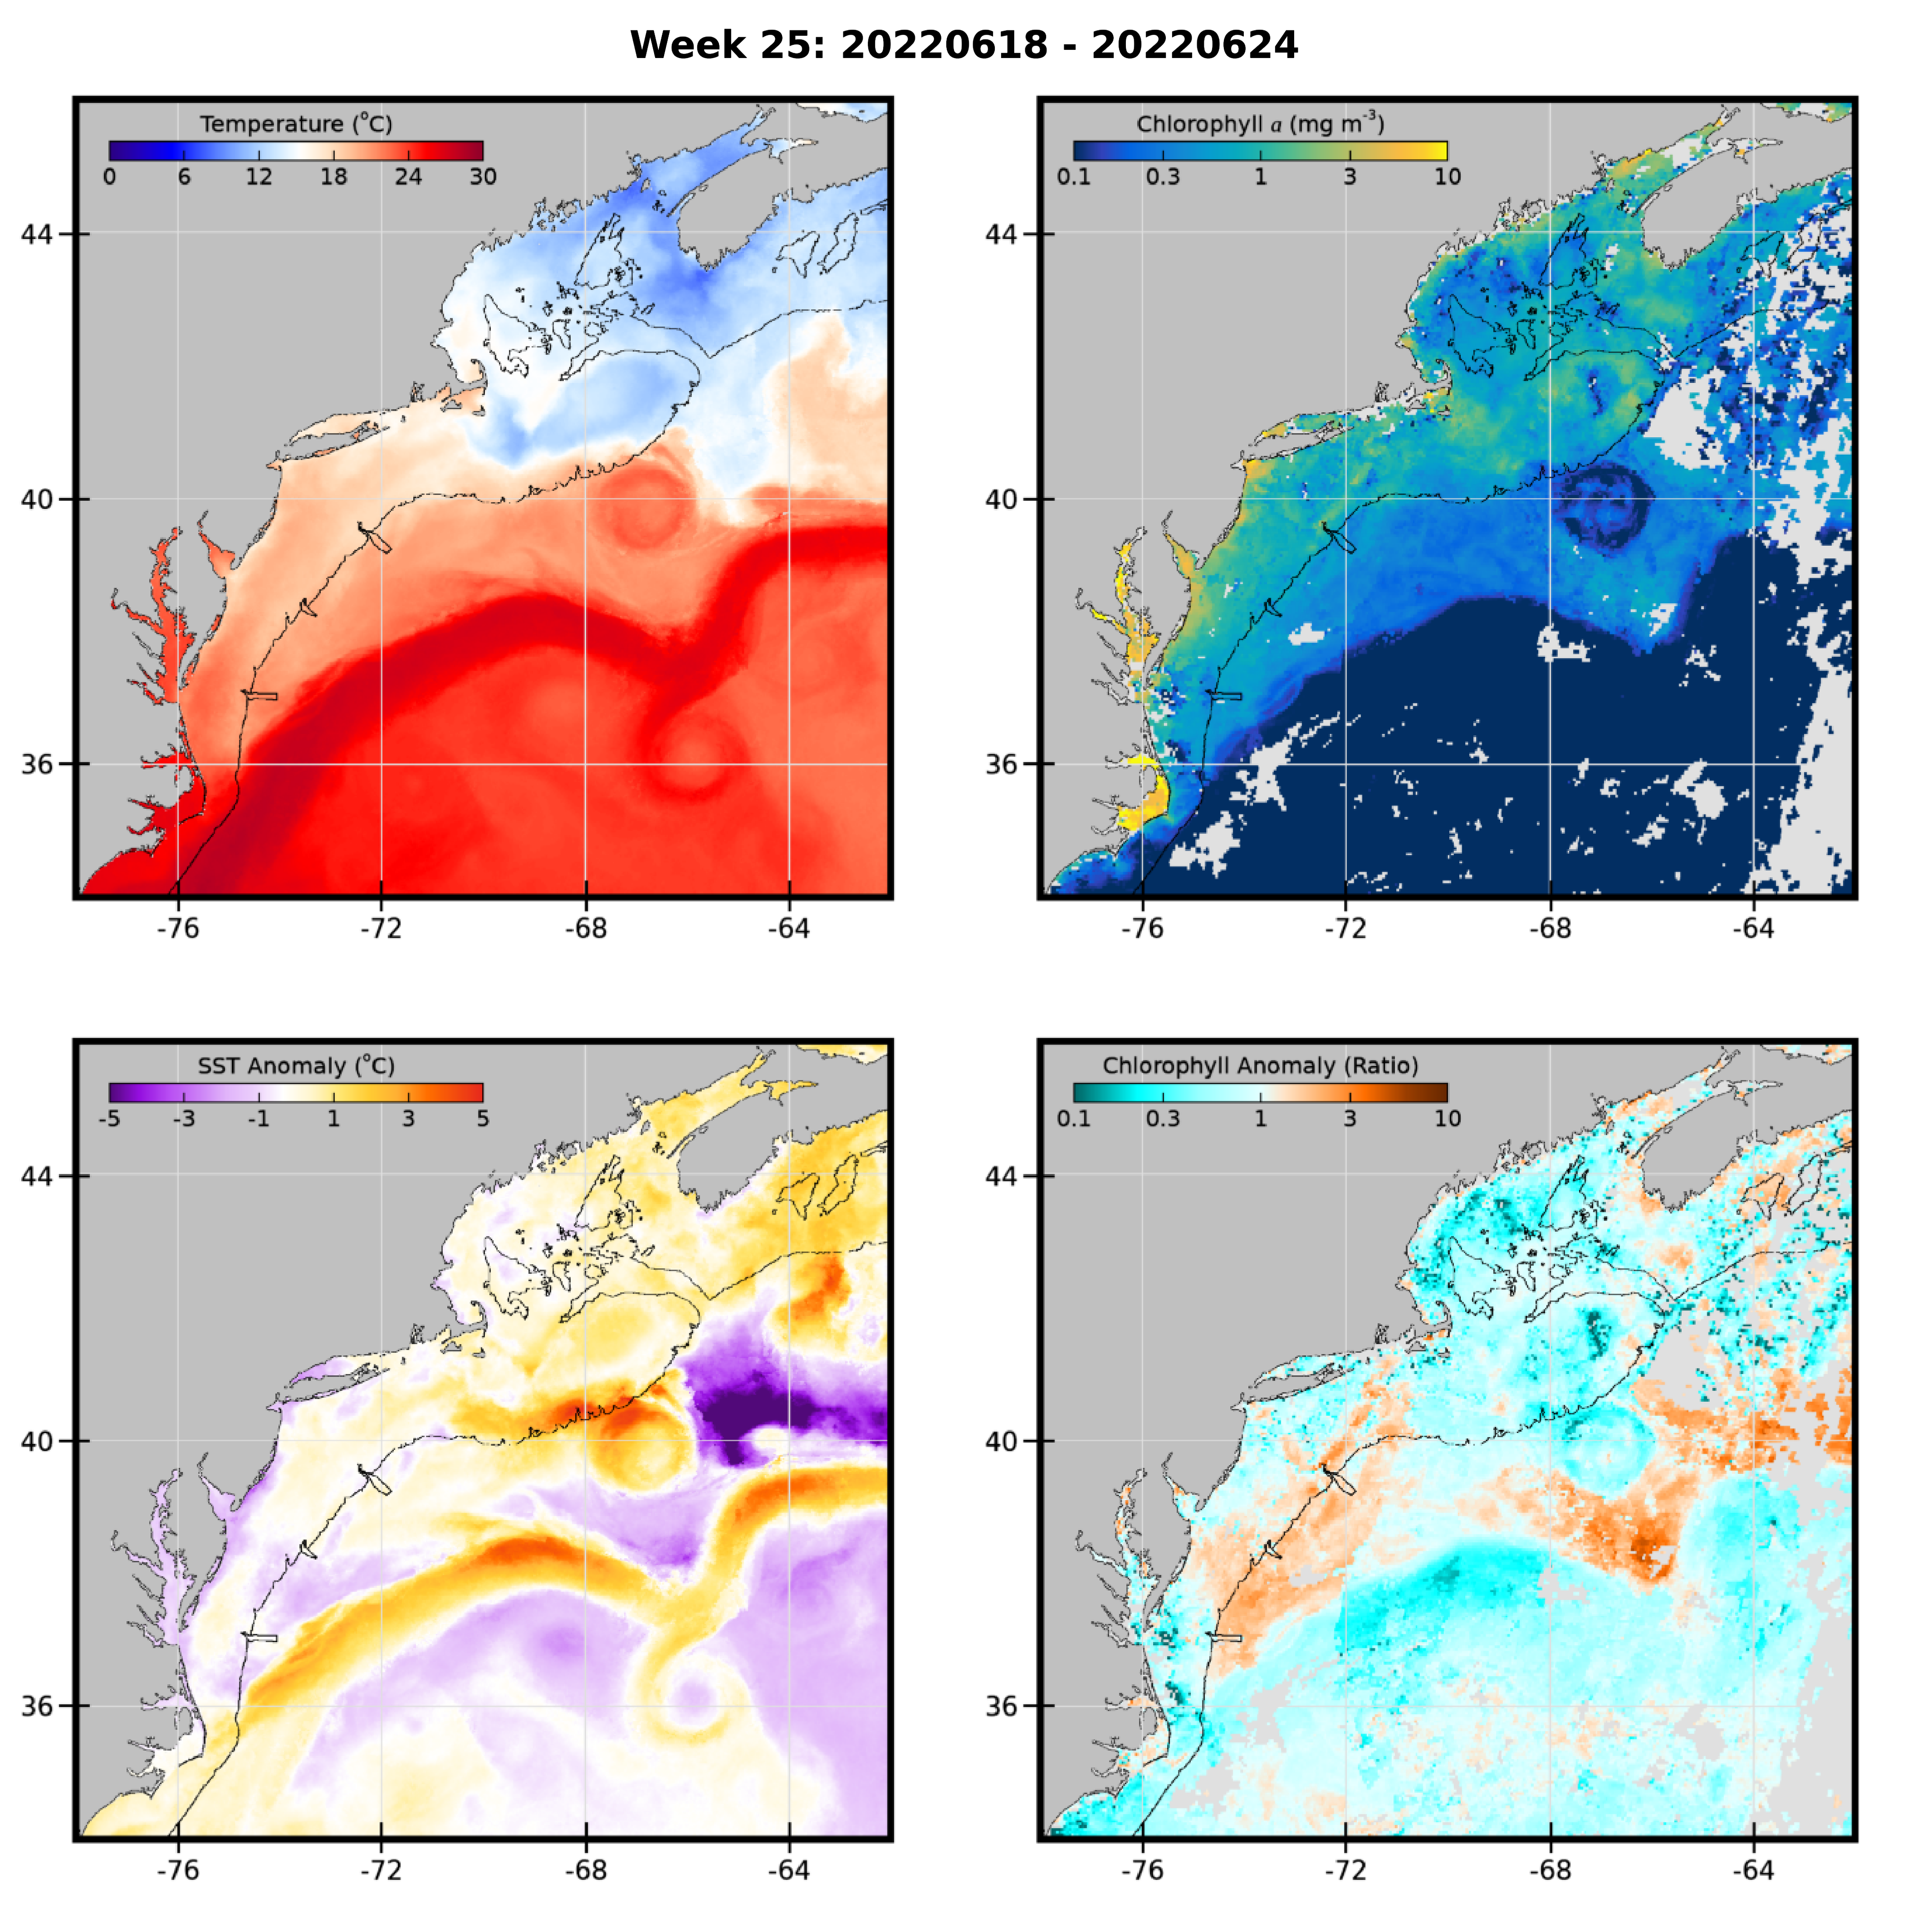 Week 25: 20220618 - 20220624
Temperature (°C)
0 6 12 18 24 30
44
40
36
-76 -72 -68 -64
Chlorophyll a (mg m⁻³)
0.1 0.3 1 3 10
44
40
36
-76 -72 -68 -64
SST Anomaly (°C)
-5 -3 -1 1 3 5
44
40
36
-76 -72 -68 -64
Chlorophyll Anomaly (Ratio)
0.1 0.3 1 3 10
44
40
36
-76 -72 -68 -64